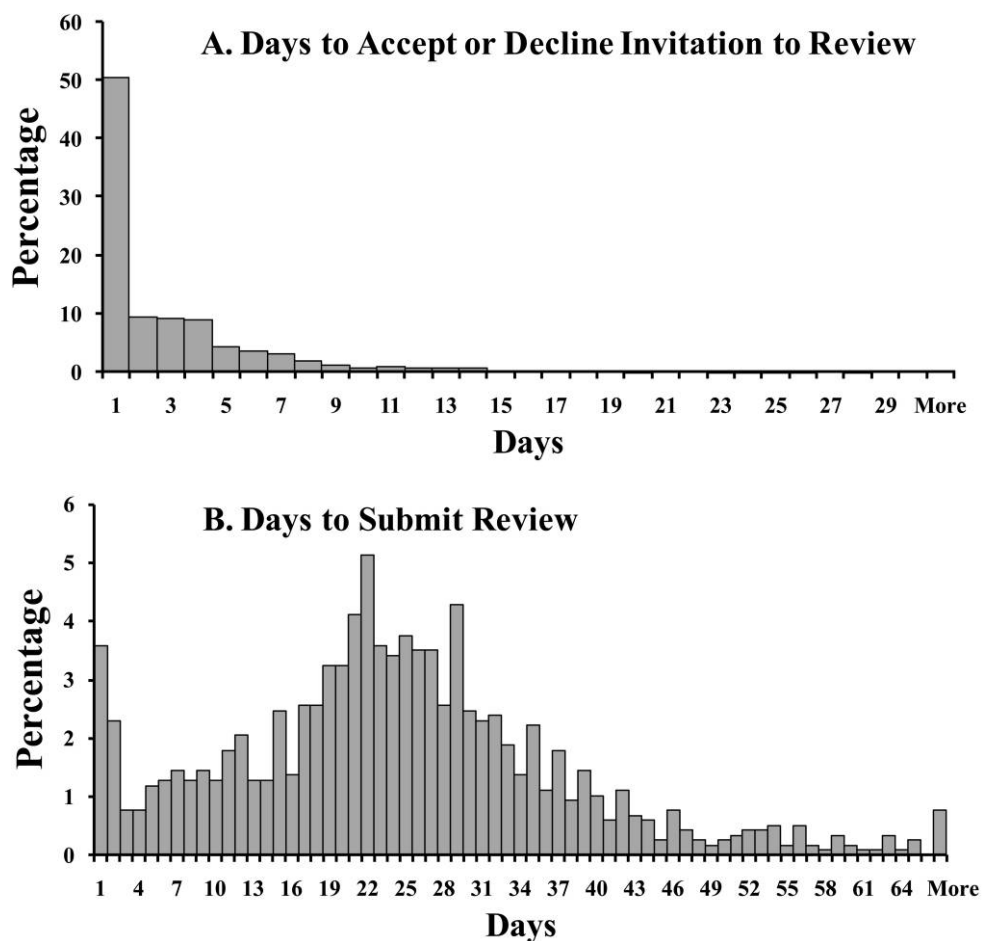 A. Days to Accept or Decline Invitation to Review
Percentage
60
50
40
30
20
10
0
1 3 5 7 9 11 13 15 17 19 21 23 25 27 29 More
Days
B. Days to Submit Review
Percentage
6
5
4
3
2
1
0
1 4 7 10 13 16 19 22 25 28 31 34 37 40 43 46 49 52 55 58 61 64 More
Days